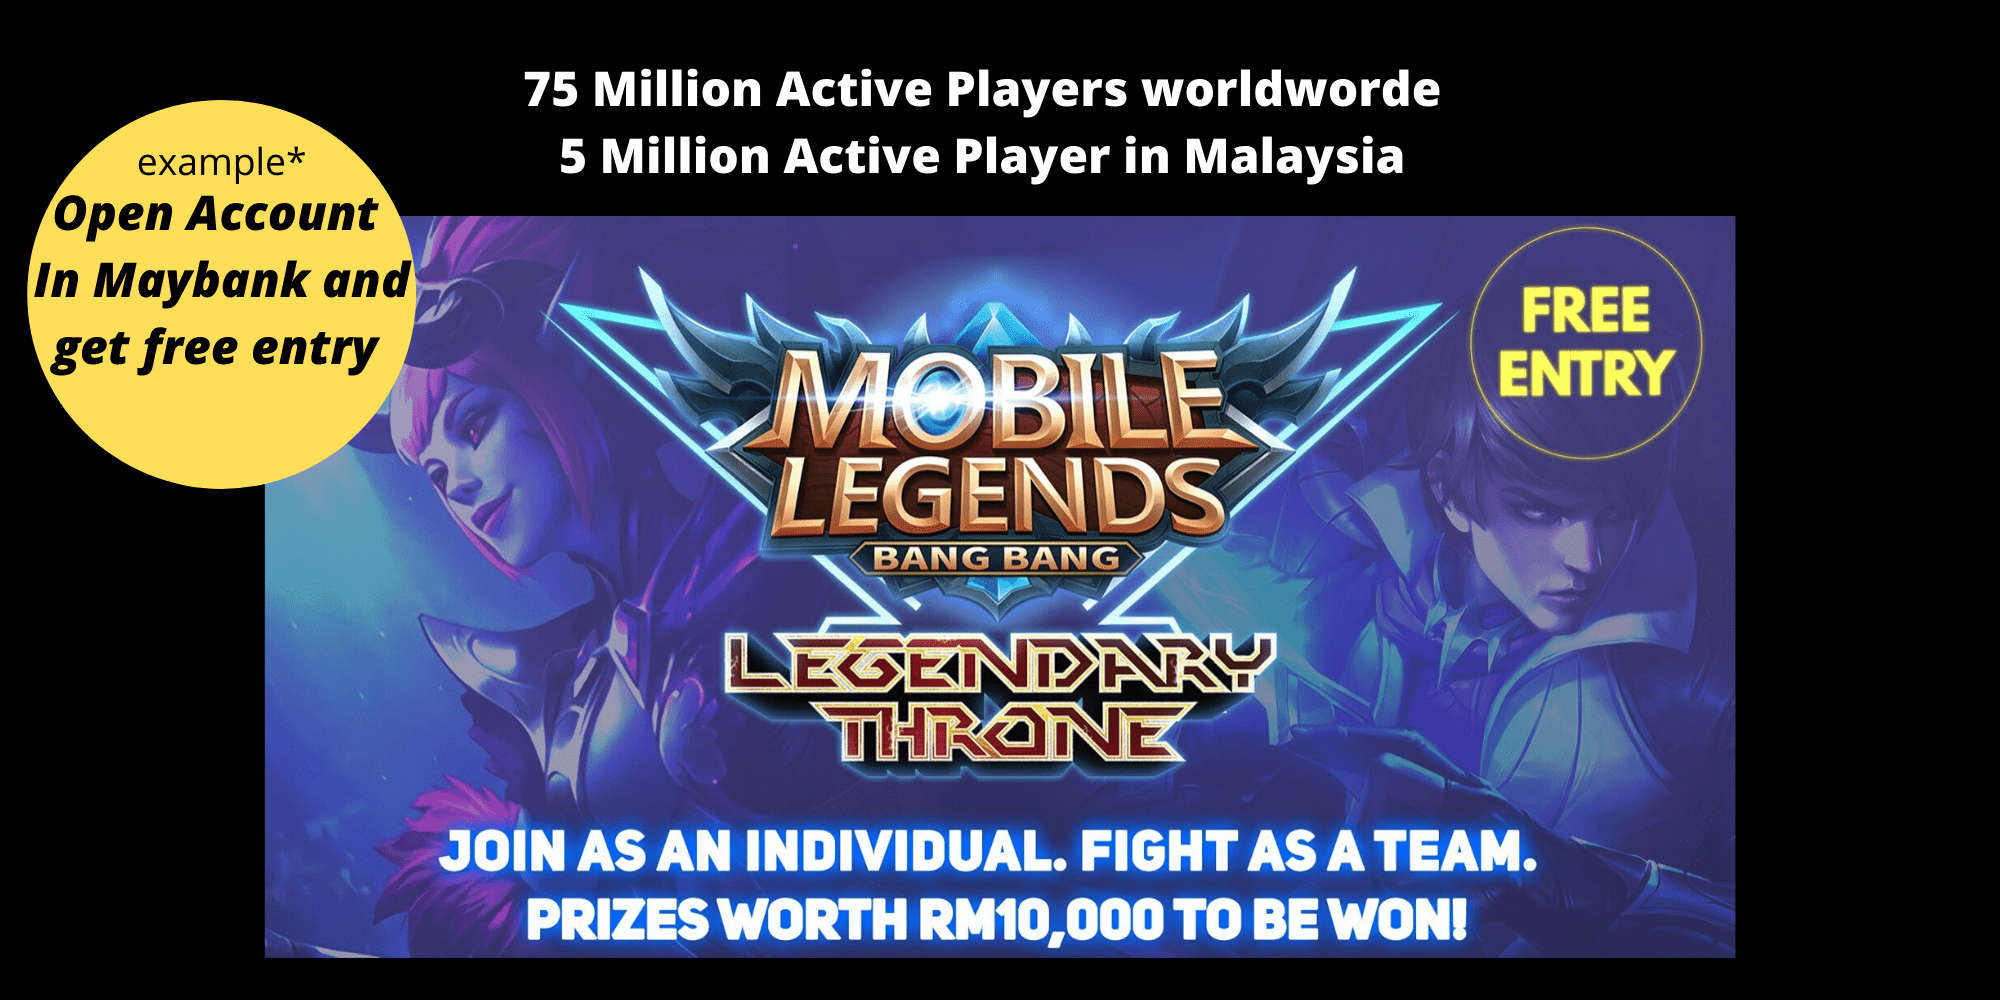 75 Million Active Players worldworde
5 Million Active Player in Malaysia
example*
Open Account
In Maybank and
get free entry
FREE
ENTRY
MOBILE
LEGENDS
BANG BANG
LEGENDARY
THRONE
JOIN AS AN INDIVIDUAL. FIGHT AS A TEAM.
PRIZES WORTH RM10,000 TO BE WON!